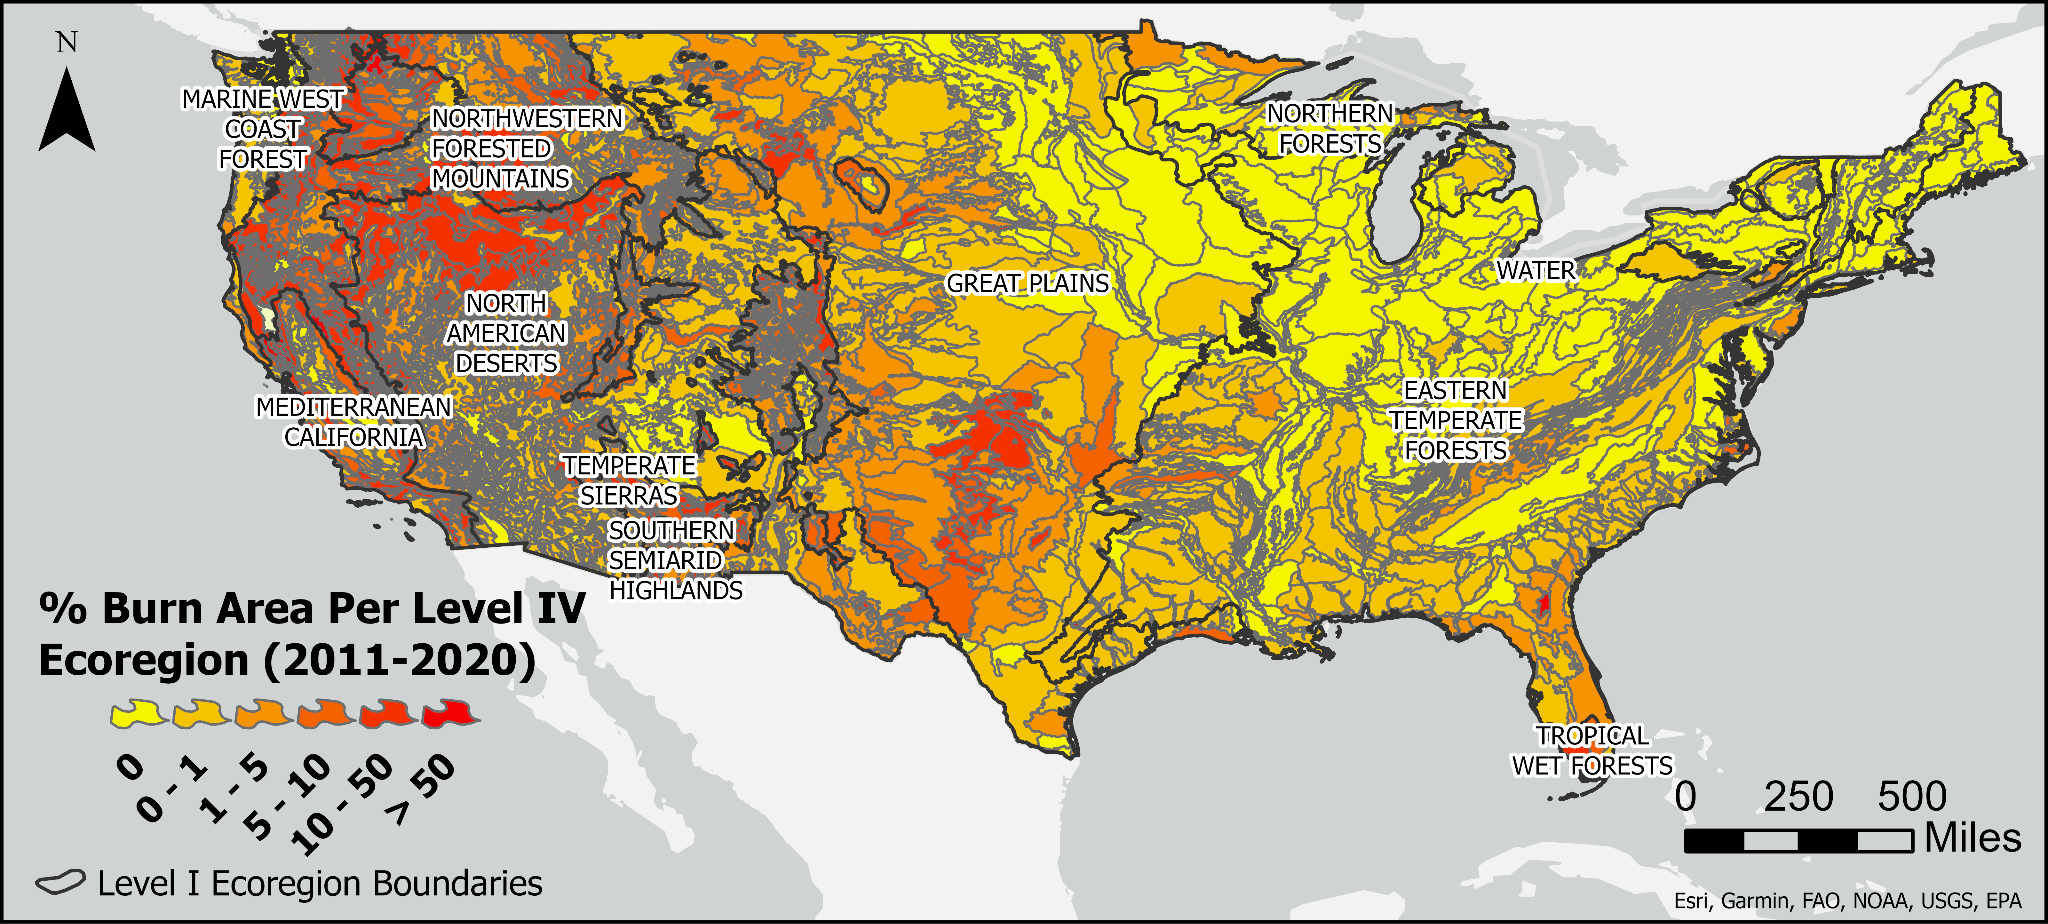 N
MARINE WEST
COAST
FOREST
NORTHWESTERN
FORESTED
MOUNTAINS
NORTHERN
FORESTS
WATER
GREAT PLAINS
NORTH
AMERICAN
DESERTS
EASTERN
TEMPERATE
FORESTS
MEDITERRANEAN
CALIFORNIA
TEMPERATE
SIERRAS
SOUTHERN
SEMIARID
HIGHLANDS
TROPICAL
WET FORESTS
% Burn Area Per Level IV
Ecoregion (2011-2020)
0
0 - 1
1 - 5
5 - 10
10 - 50
> 50
Level I Ecoregion Boundaries
0 250 500
Miles
Esri, Garmin, FAO, NOAA, USGS, EPA